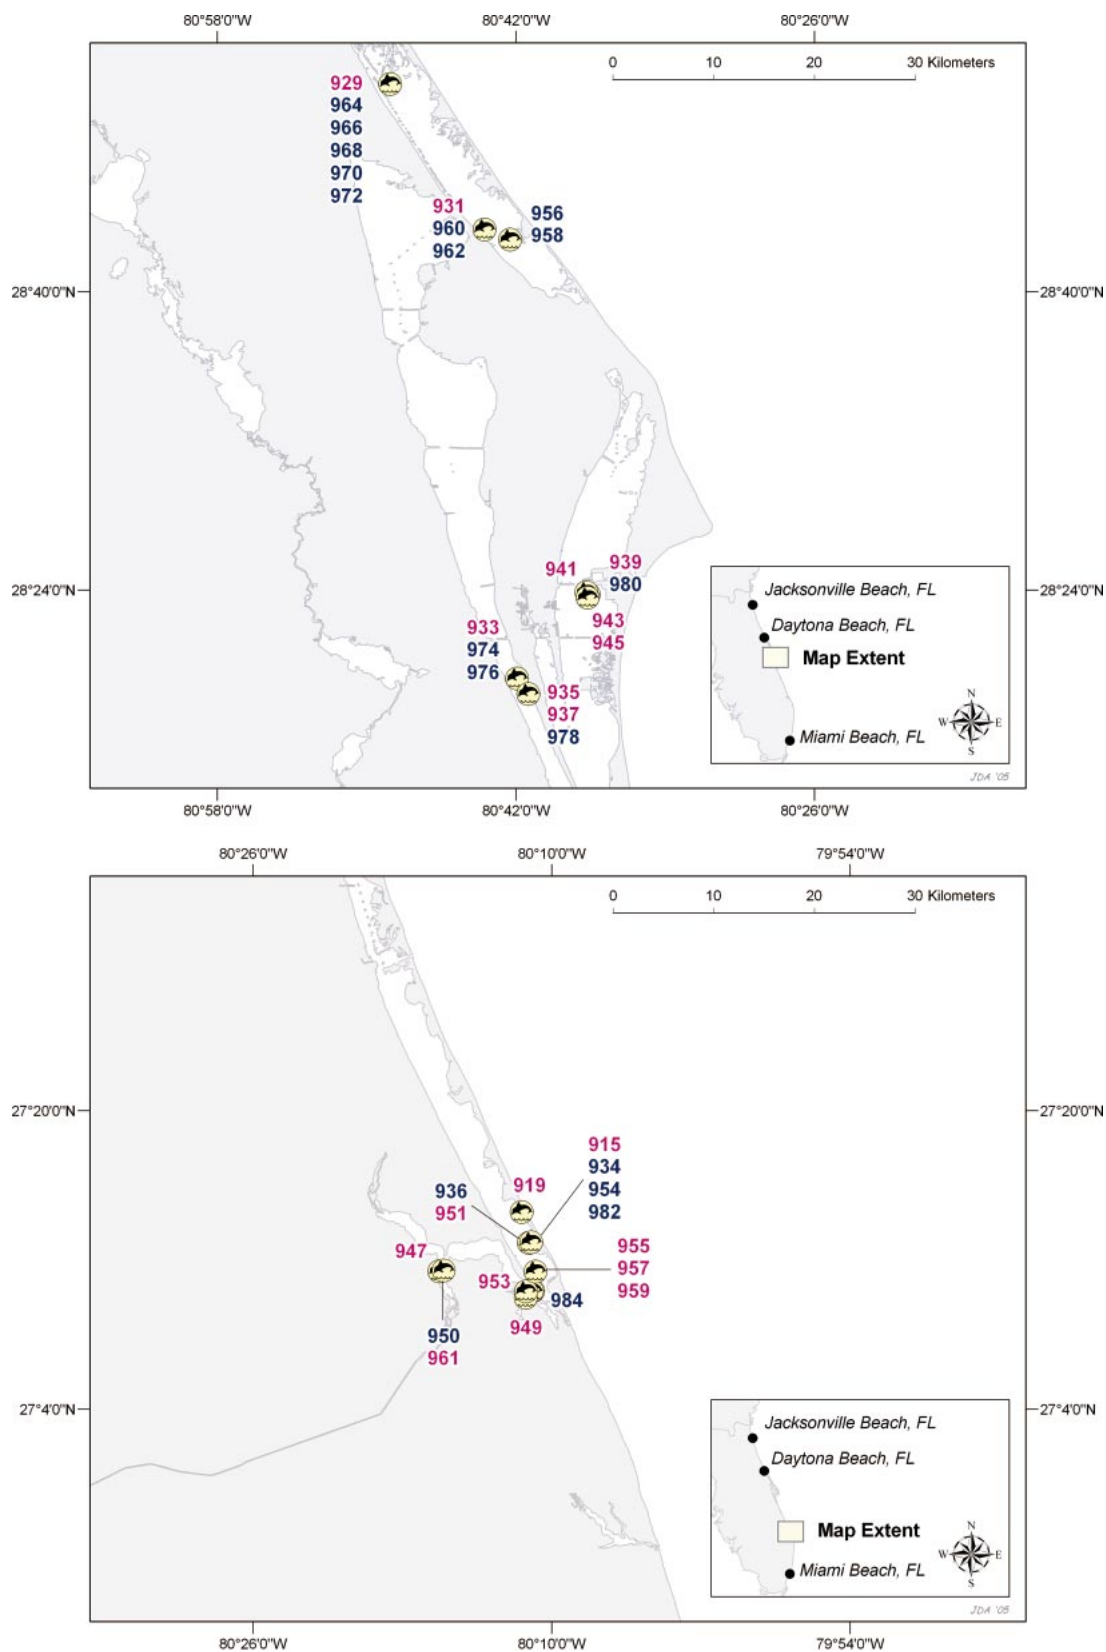 80°58'0"W 80°42'0"W 80°26'0"W
0 10 20 30 Kilometers
929
964
966
968
970
972
931
960
962
956
958
28°40'0"N 28°40'0"N
941
939
980
28°24'0"N 28°24'0"N
943
945
933
974
976
935
937
978
Jacksonville Beach, FL
Daytona Beach, FL
Map Extent
N
W E
S
Miami Beach, FL
JDA '05
80°58'0"W 80°42'0"W 80°26'0"W
80°26'0"W 80°10'0"W 79°54'0"W
0 10 20 30 Kilometers
27°20'0"N 27°20'0"N
915
934
954
982
919
936
951
947
955
957
959
953
984
949
950
961
27°4'0"N 27°4'0"N
Jacksonville Beach, FL
Daytona Beach, FL
Map Extent
N
W E
S
Miami Beach, FL
JDA '05
80°26'0"W 80°10'0"W 79°54'0"W